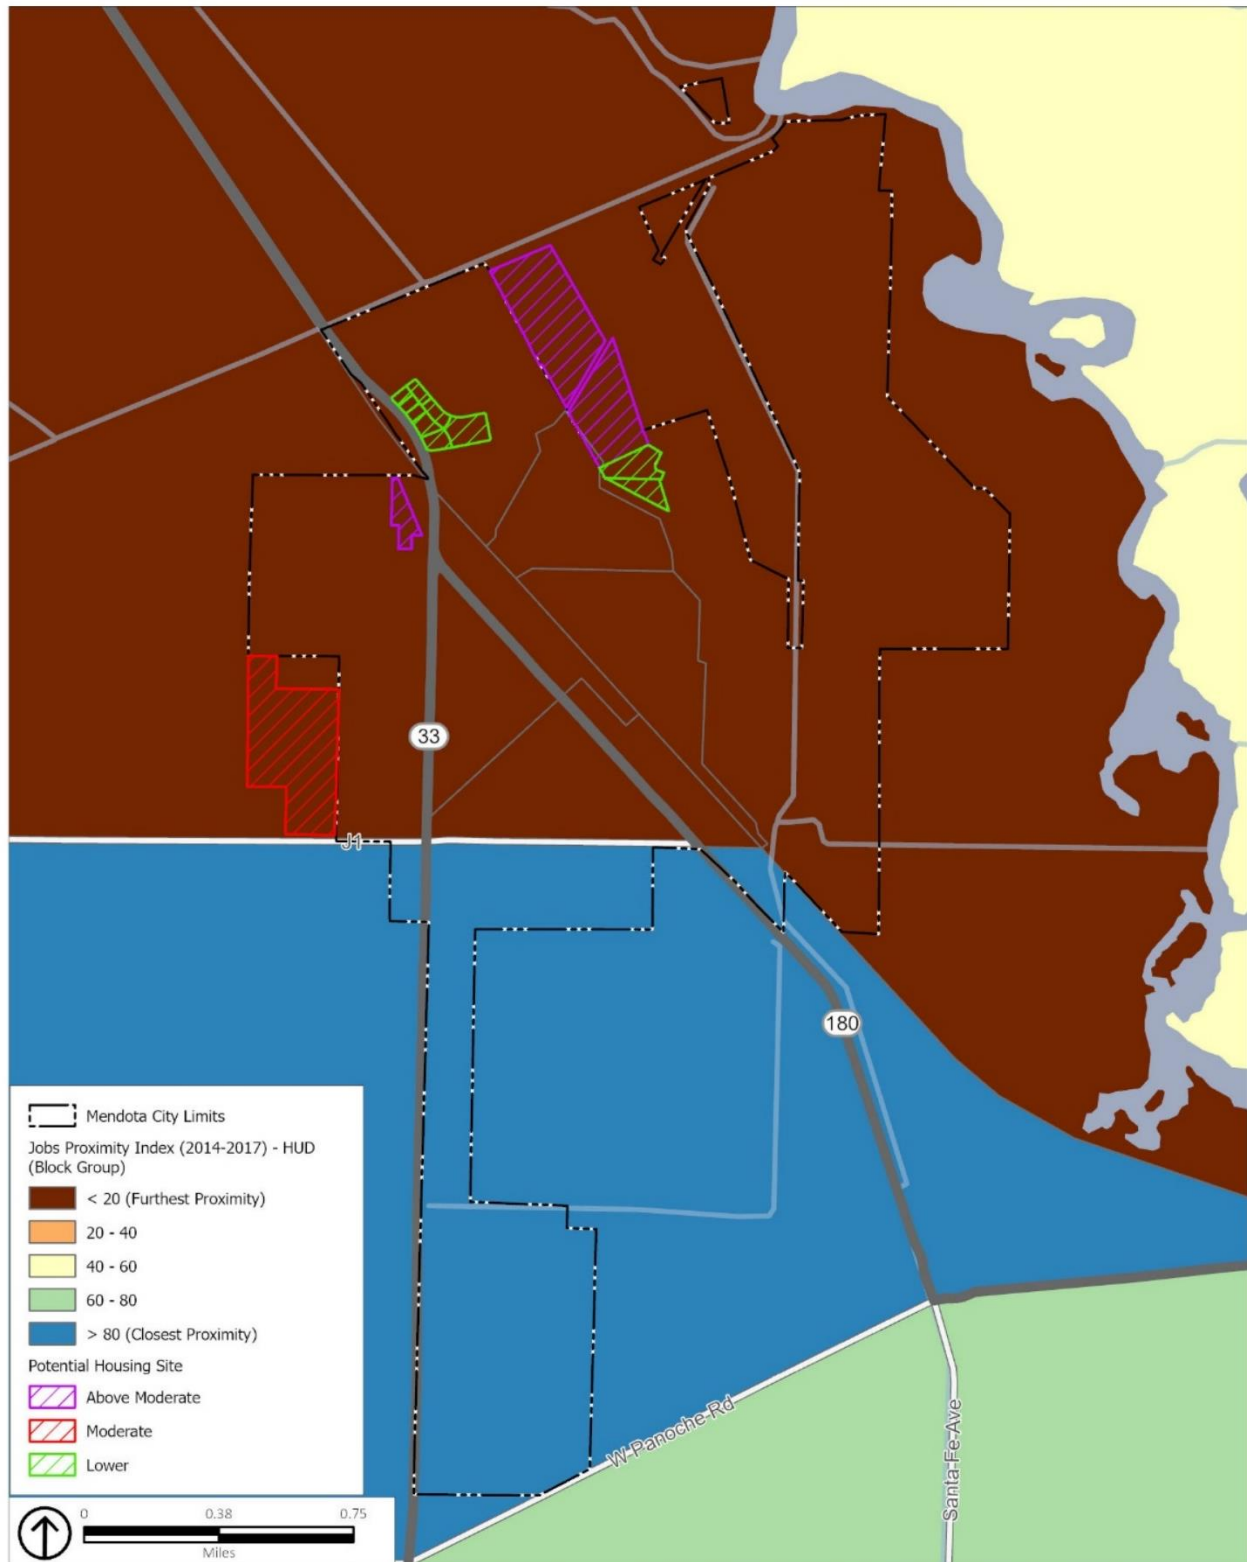 33
J1
180
Mendota City Limits
Jobs Proximity Index (2014-2017) - HUD
(Block Group)
< 20 (Furthest Proximity)
20 - 40
40 - 60
60 - 80
> 80 (Closest Proximity)
Potential Housing Site
Above Moderate
Moderate
Lower
W-Panoche-Rd
Santa-Fe-Ave
0 0.38 0.75
Miles